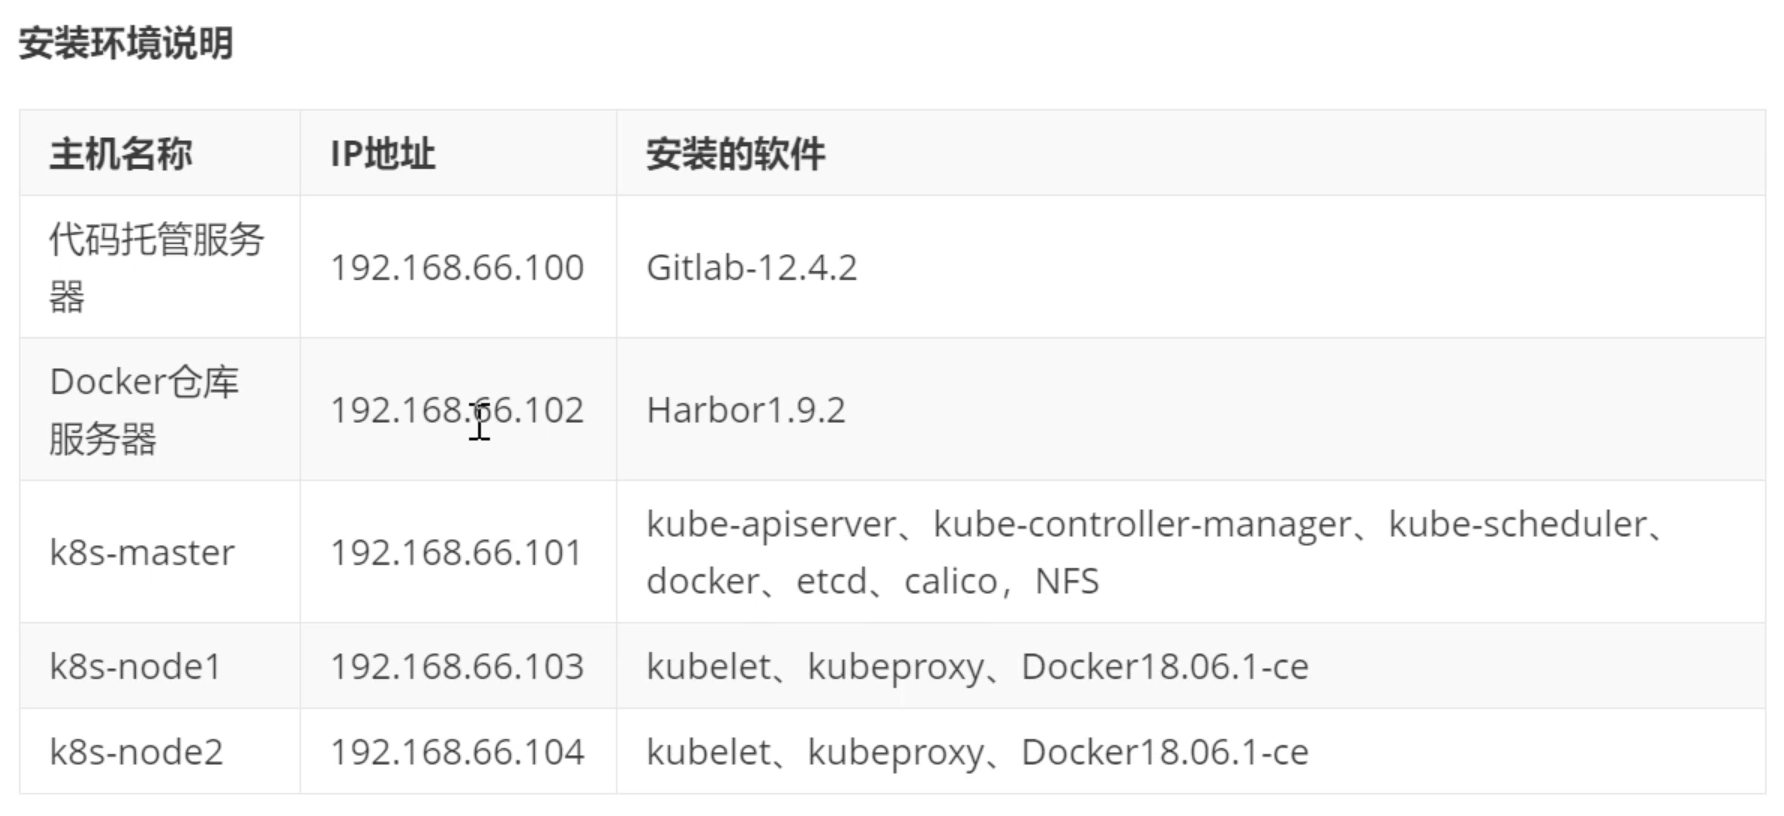 安装环境说明
主机名称 IP地址 安装的软件
代码托管服务
器
192.168.66.100
Gitlab-12.4.2
Docker仓库
服务器
192.168.66.102
Harbor1.9.2
k8s-master
192.168.66.101
kube-apiserver、kube-controller-manager、kube-scheduler、
docker、etcd、calico，NFS
k8s-node1 192.168.66.103 kubelet、kubeproxy、Docker18.06.1-ce
k8s-node2 192.168.66.104 kubelet、kubeproxy、Docker18.06.1-ce